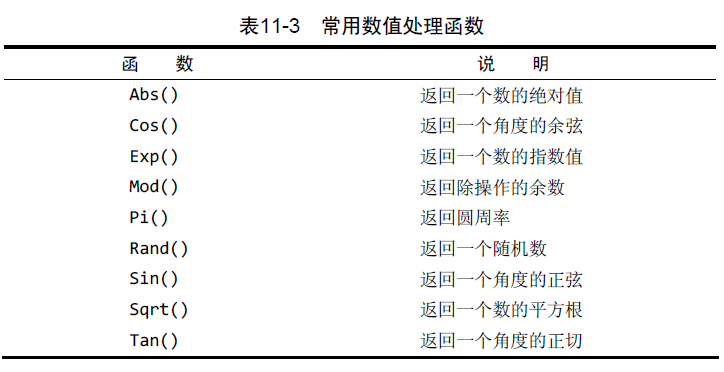 表11-3 常用数值处理函数
函 数 说 明
Abs() 返回一个数的绝对值
Cos() 返回一个角度的余弦
Exp() 返回一个数的指数值
Mod() 返回除操作的余数
Pi() 返回圆周率
Rand() 返回一个随机数
Sin() 返回一个角度的正弦
Sqrt() 返回一个数的平方根
Tan() 返回一个角度的正切